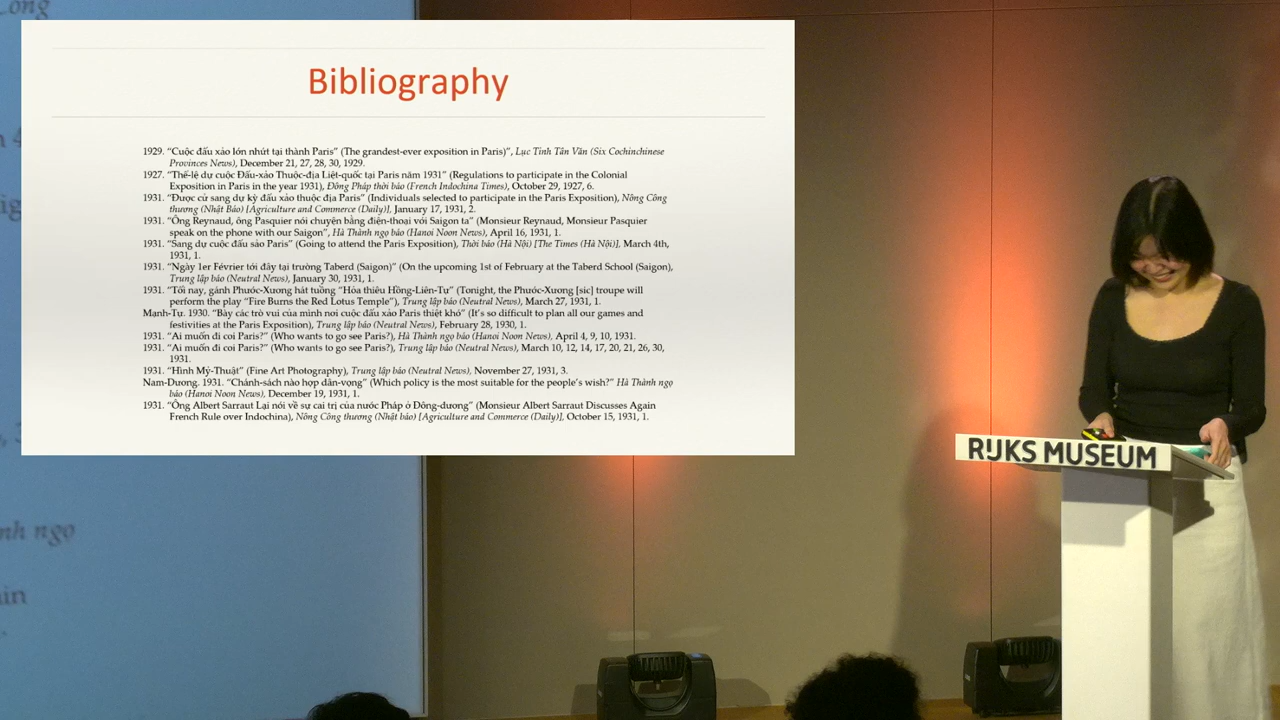 Công
Bibliography
1929. “Cuộc đấu xảo lớn nhứt tại thành Paris” (The grandest-ever exposition in Paris)”, Lục Tỉnh Tân Văn (Six Cochinchinese
Provinces News), December 21, 27, 28, 30, 1929.
1927. “Thể-lệ dự cuộc Đấu-xảo Thuộc-địa Liệt-quốc tại Paris năm 1931” (Regulations to participate in the Colonial
Exposition in Paris in the year 1931), Đông Pháp thời báo (French Indochina Times), October 29, 1927, 6.
1931. “Được cử sang dự kỳ đấu xảo thuộc địa Paris” (Individuals selected to participate in the Paris Exposition), Nông Công
thương (Nhật Báo) [Agriculture and Commerce (Daily)], January 17, 1931, 2.
1931. “Ông Reynaud, ông Pasquier nói chuyện bằng điện-thoại với Saigon ta” (Monsieur Reynaud, Monsieur Pasquier
speak on the phone with our Saigon”, Hà Thành ngọ báo (Hanoi Noon News), April 16, 1931, 1.
1931. “Sang dự cuộc đấu sảo Paris” (Going to attend the Paris Exposition), Thời báo (Hà Nội) [The Times (Hà Nội)], March 4th,
1931, 1.
1931. “Ngày 1er Février tới đây tại trường Taberd (Saigon)” (On the upcoming 1st of February at the Taberd School (Saigon),
Trung lập báo (Neutral News), January 30, 1931, 1.
1931. “Tối nay, gánh Phước-Xương hát tuồng “Hỏa thiêu Hồng-Liên-Tự” (Tonight, the Phước-Xương [sic] troupe will
perform the play “Fire Burns the Red Lotus Temple”), Trung lập báo (Neutral News), March 27, 1931, 1.
Mạnh-Tự. 1930. “Bày các trò vui của mình nơi cuộc đấu xảo Paris thiệt khó” (It’s so difficult to plan all our games and
festivities at the Paris Exposition), Trung lập báo (Neutral News), February 28, 1930, 1.
1931. “Ai muốn đi coi Paris?” (Who wants to go see Paris?), Hà Thành ngọ báo (Hanoi Noon News), April 4, 9, 10, 1931.
1931. “Ai muốn đi coi Paris?” (Who wants to go see Paris?), Trung lập báo (Neutral News), March 10, 12, 14, 17, 20, 21, 26, 30,
1931.
1931. “Hình Mỹ-Thuật” (Fine Art Photography), Trung lập báo (Neutral News), November 27, 1931, 3.
Nam-Dương. 1931. “Chánh-sách nào hợp dân-vọng” (Which policy is the most suitable for the people’s wish?” Hà Thành ngọ
báo (Hanoi Noon News), December 19, 1931, 1.
1931. “Ông Albert Sarraut Lại nói về sự cai trị của nước Pháp ở Đông-dương” (Monsieur Albert Sarraut Discusses Again
French Rule over Indochina), Nông Công thương (Nhật báo) [Agriculture and Commerce (Daily)], October 15, 1931, 1.
RIJKS MUSEUM
ngọ